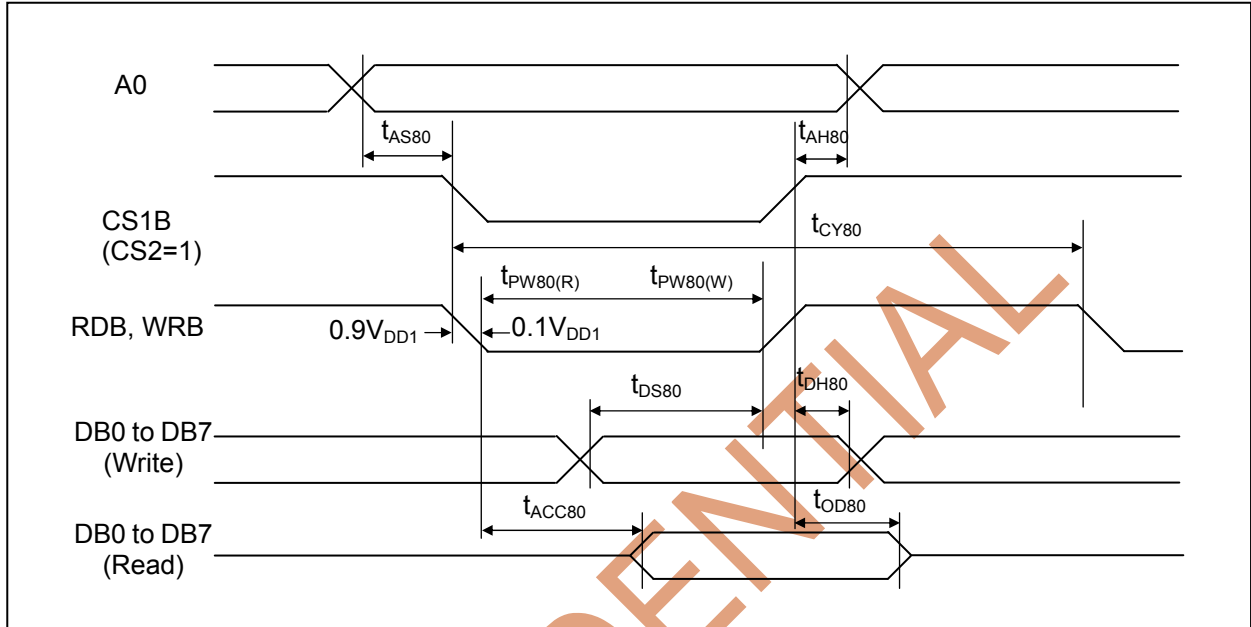 A0
tAS80
tAH80
CS1B
(CS2=1)
tCY80
tPW80(R)
tPW80(W)
RDB, WRB
0.9VDD1
0.1VDD1
tDS80
tDH80
DB0 to DB7
(Write)
tACC80
tOD80
DB0 to DB7
(Read)
ENTIAL